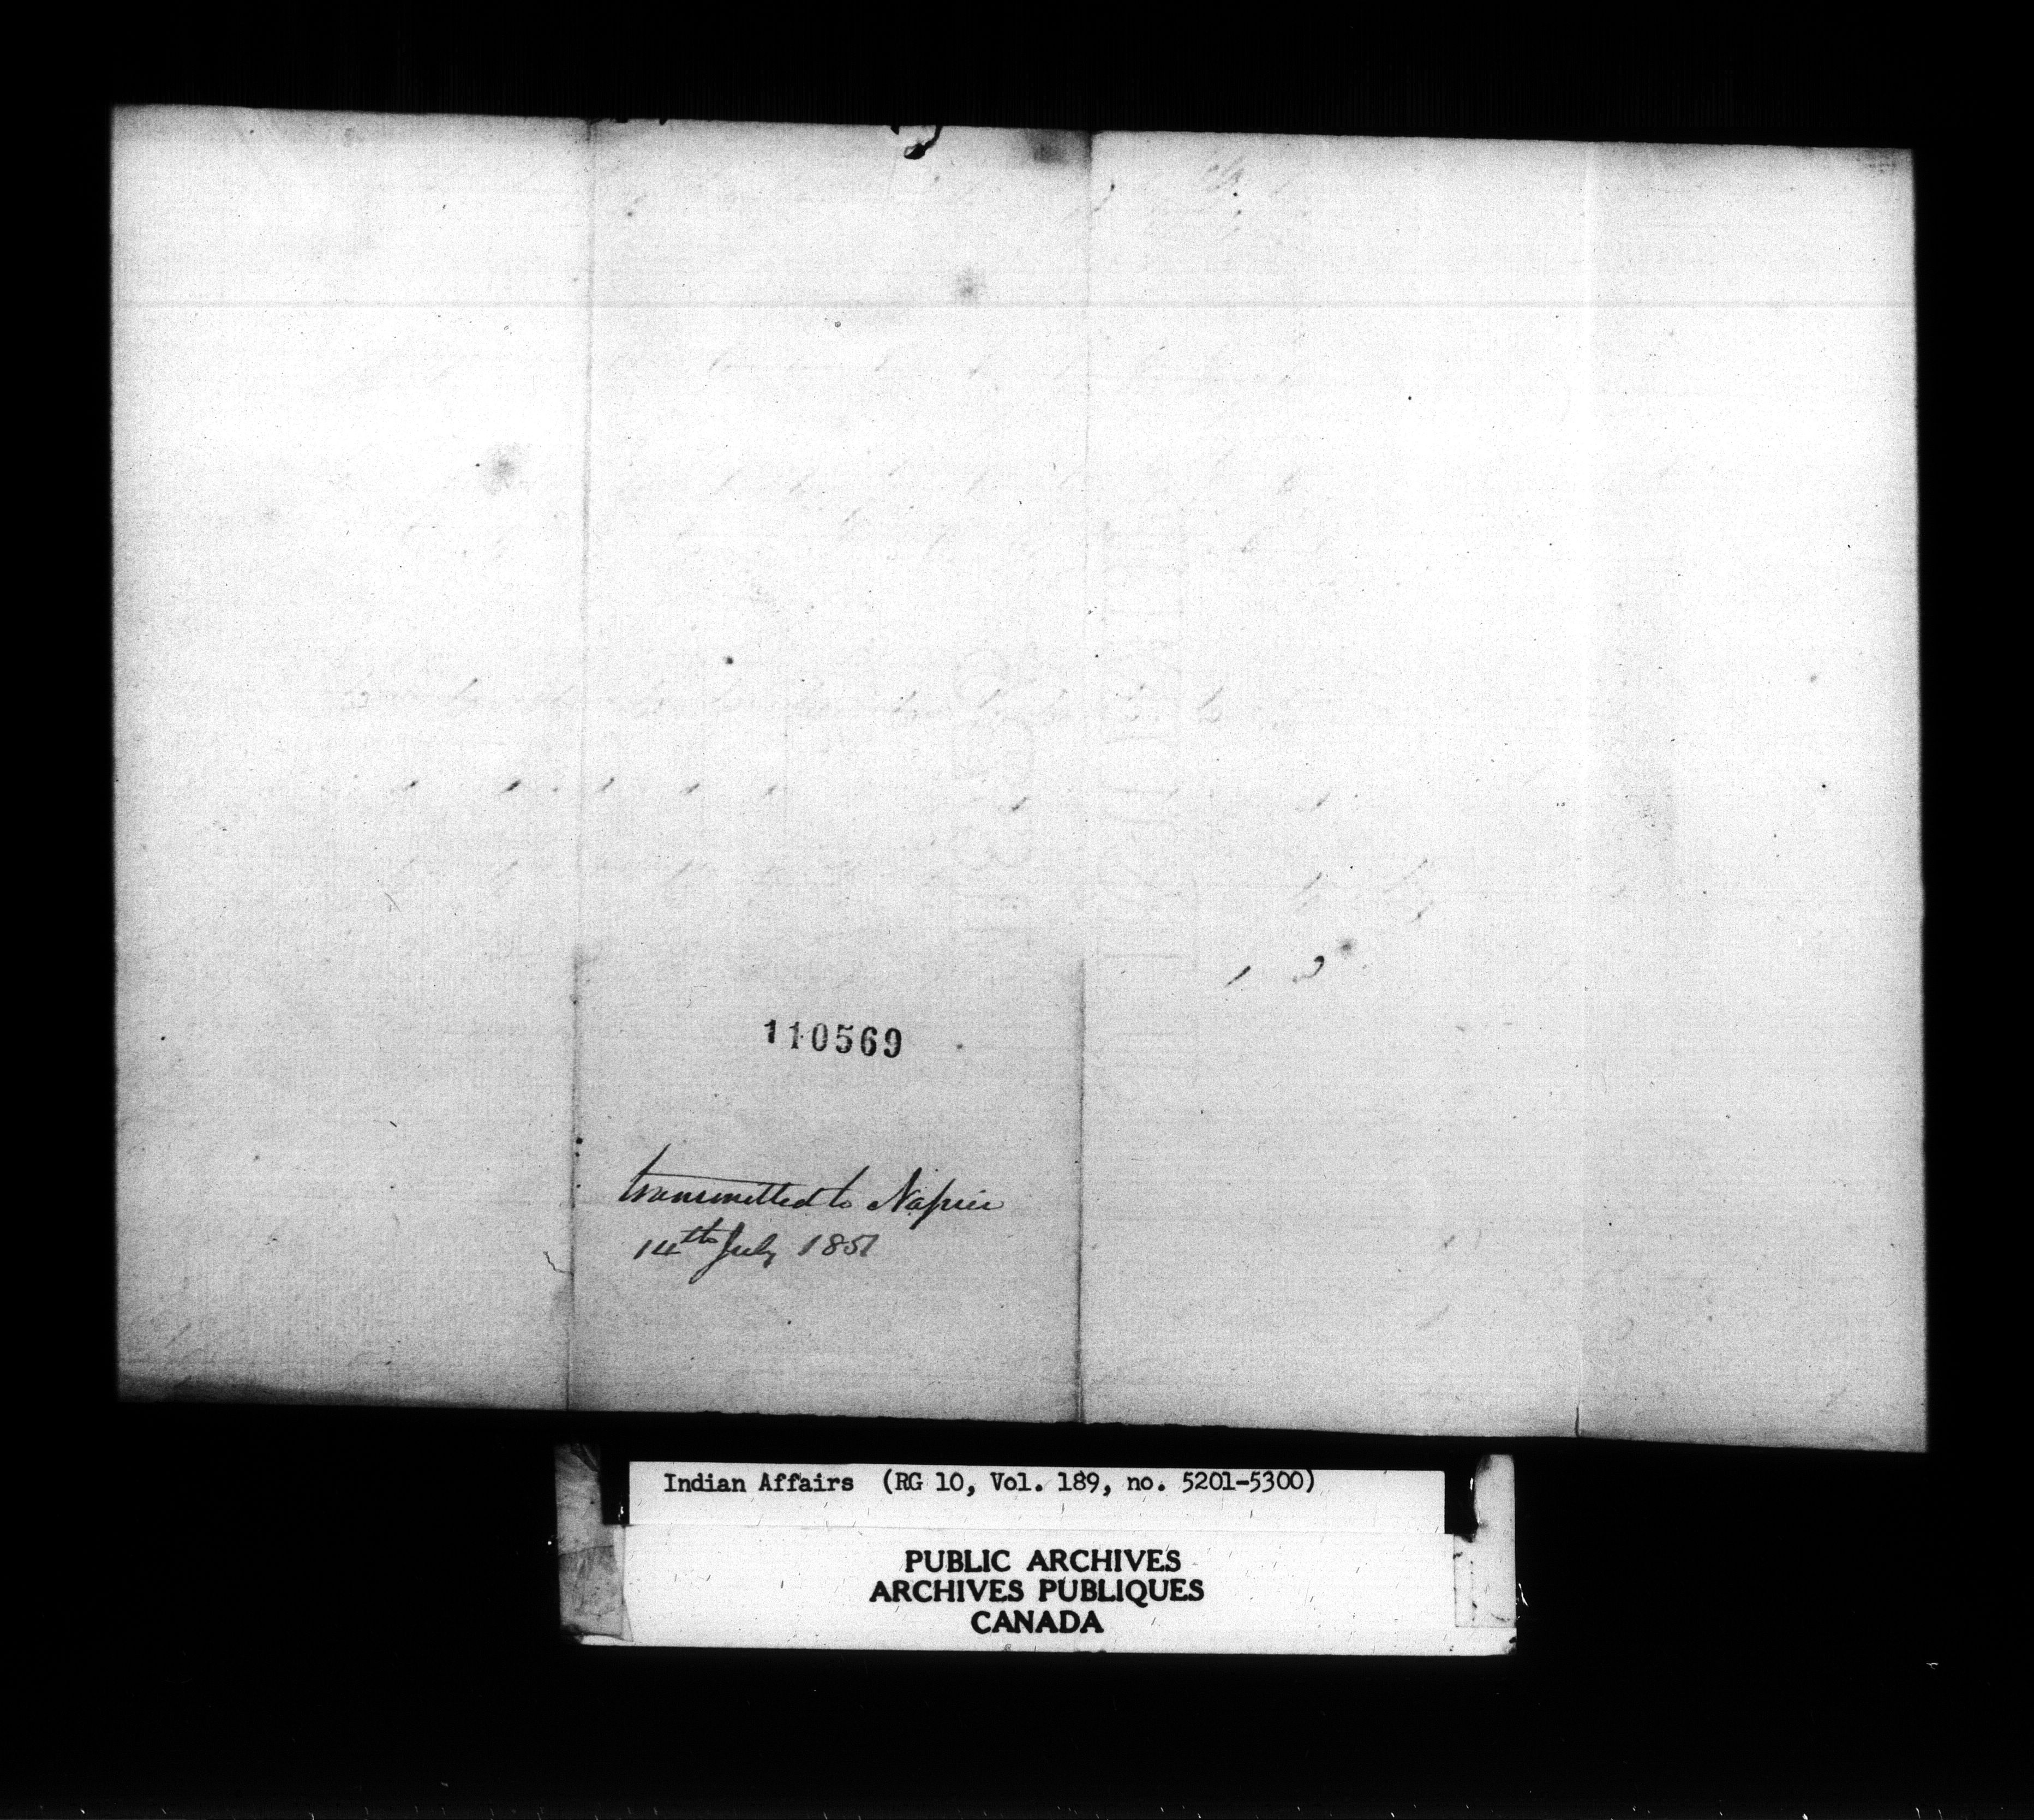 110569
transmitted to Napier
14th July 1851
Indian Affairs (RG 10, Vol. 189, no. 5201-5300)
PUBLIC ARCHIVES
ARCHIVES PUBLIQUES
CANADA